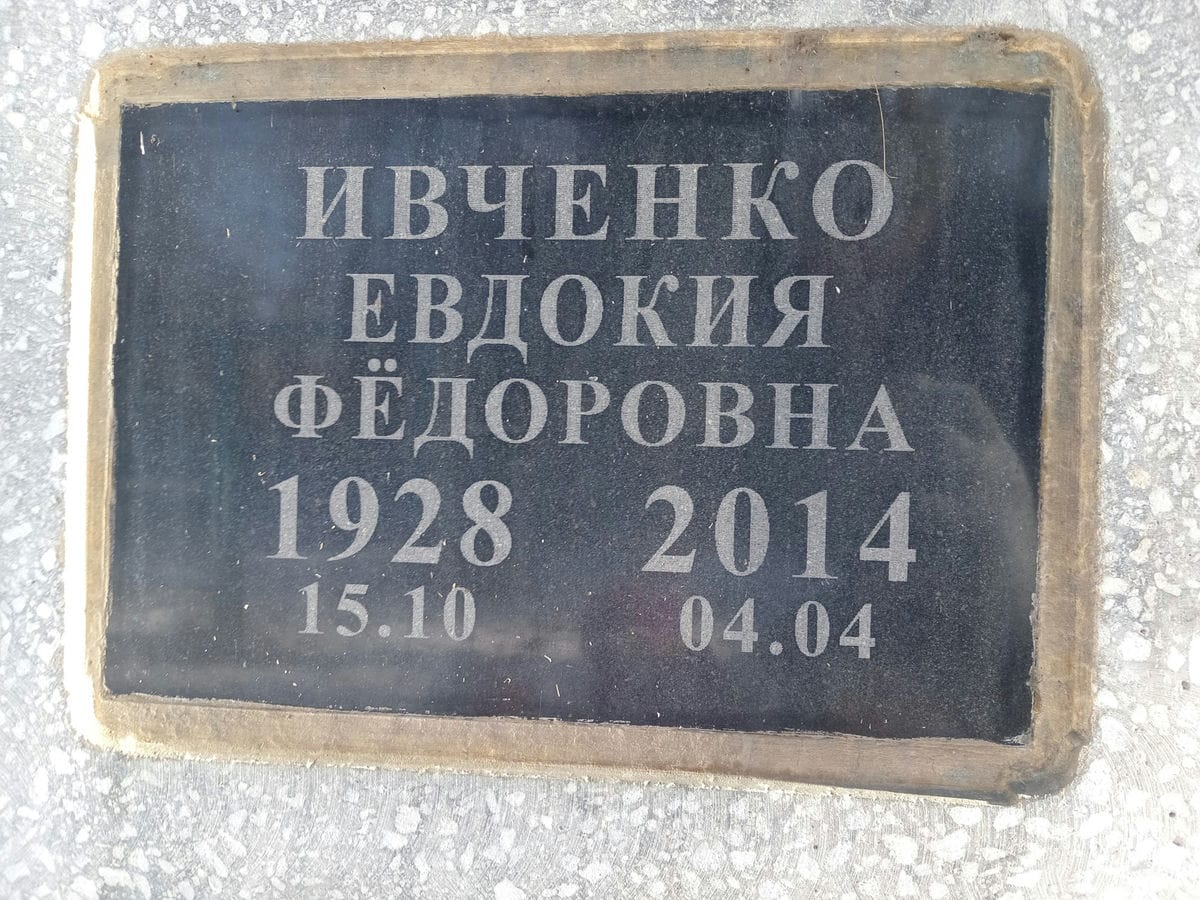 ИВЧЕНКО
ЕВДОКИЯ
ФЁДОРОВНА
1928 2014
15.10 04.04